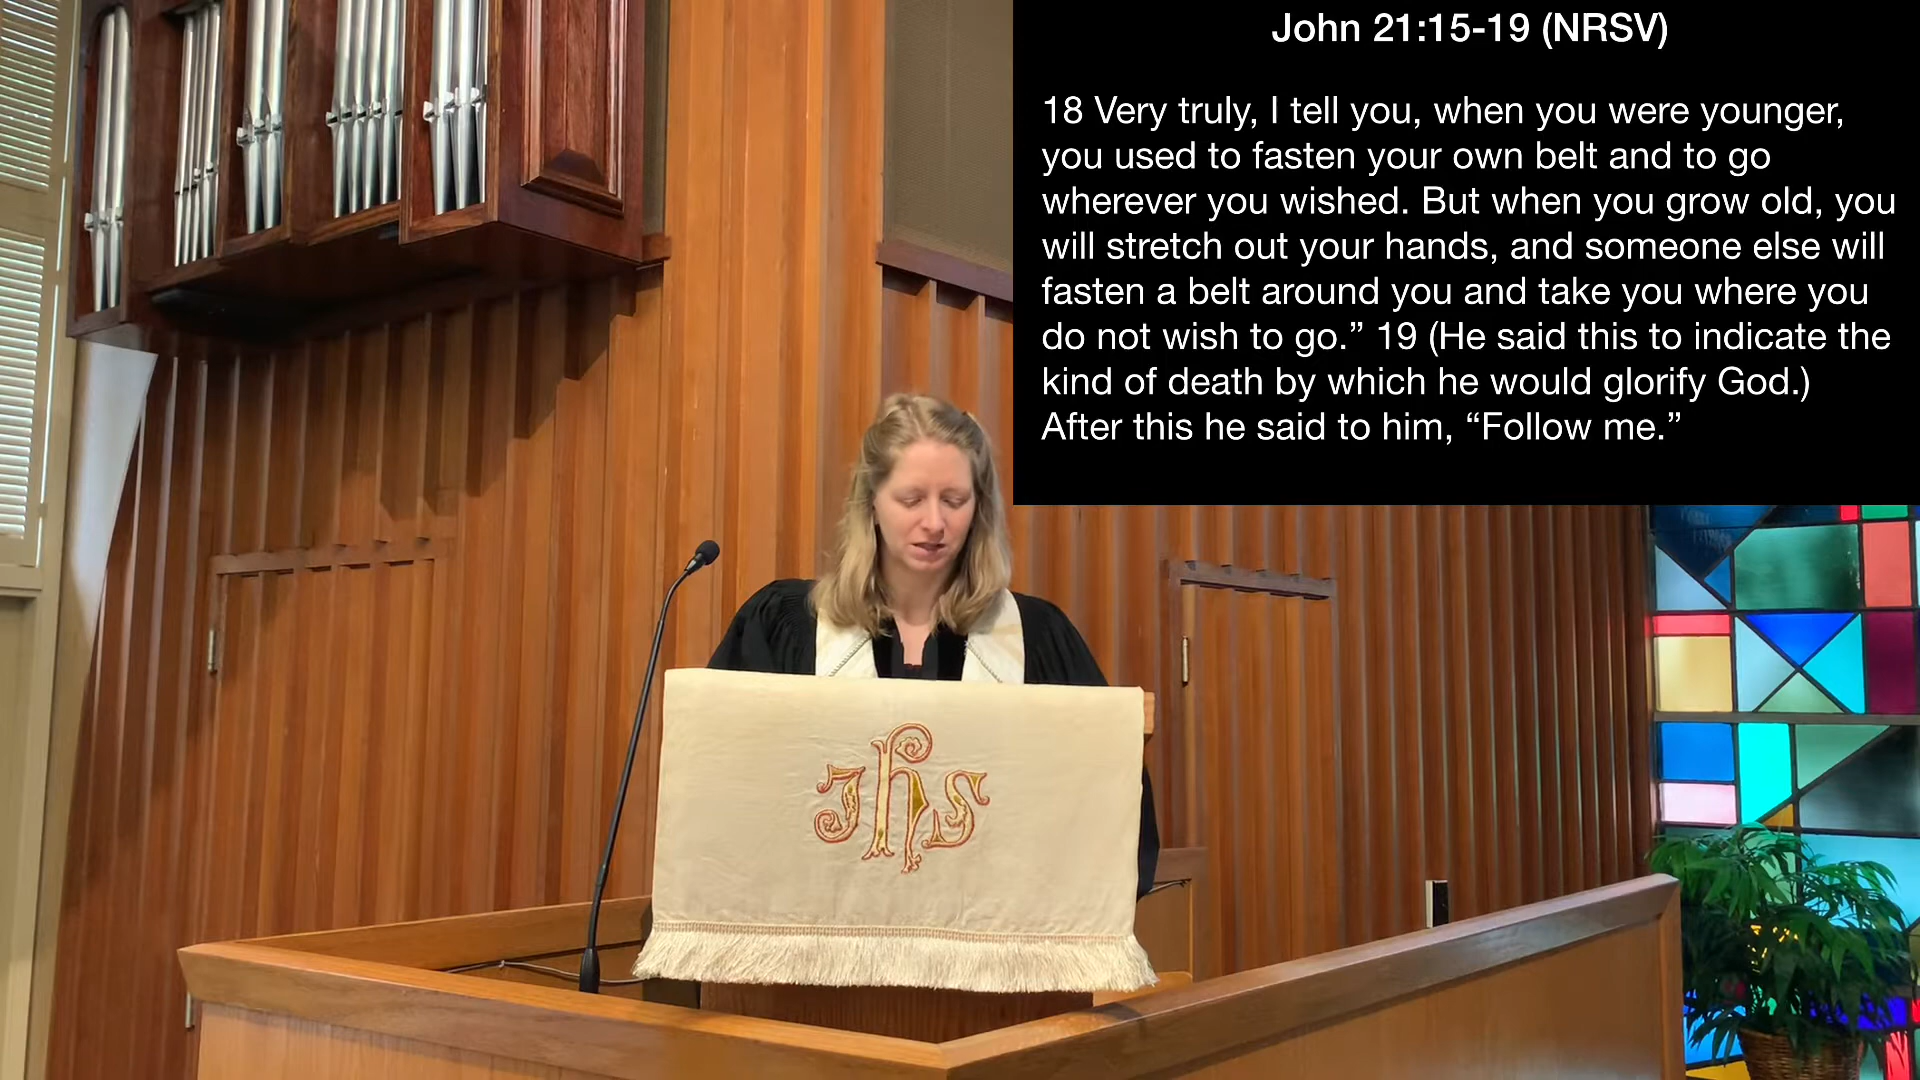 John 21:15-19 (NRSV)
18 Very truly, I tell you, when you were younger,
you used to fasten your own belt and to go
wherever you wished. But when you grow old, you
will stretch out your hands, and someone else will
fasten a belt around you and take you where you
do not wish to go.” 19 (He said this to indicate the
kind of death by which he would glorify God.)
After this he said to him, “Follow me.”
JhS